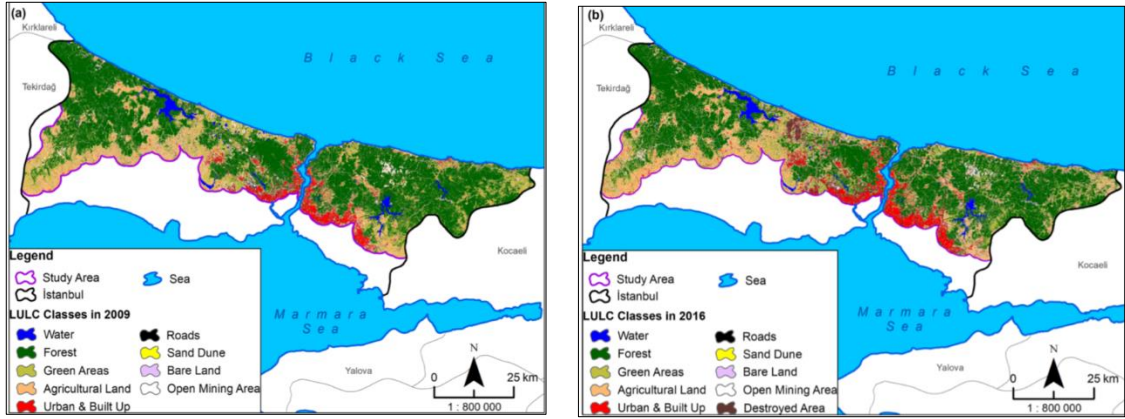 (a)
Kırklareli
Tekirdağ
Black Sea
Kocaeli
Legend
Study Area
Sea
İstanbul
LULC Classes in 2009
Water
Roads
Forest
Sand Dune
Green Areas
Bare Land
Agricultural Land
Open Mining Area
Urban & Built Up
Marmara
Sea
Yalova
N
0 25 km
1 : 800 000
(b)
Kırklareli
Tekirdağ
Black Sea
Kocaeli
Legend
Study Area
Sea
İstanbul
LULC Classes in 2016
Water
Roads
Forest
Sand Dune
Green Areas
Bare Land
Agricultural Land
Open Mining Area
Urban & Built Up
Destroyed Area
Marmara
Sea
Yalova
N
0 25 km
1 : 800 000